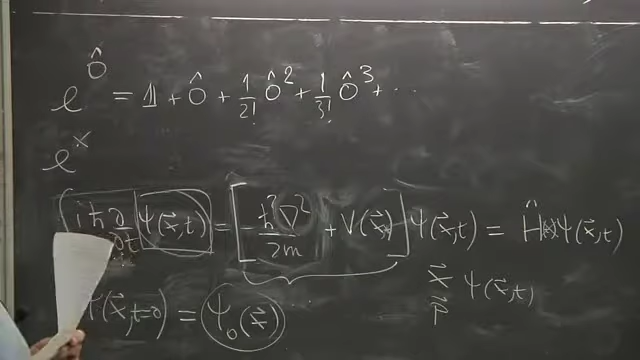 e^Ô = 𝟙 + Ô + 1/2! Ô² + 1/3! Ô³ + ...
e^x
iħ ∂/∂t ψ(x⃗,t) = [-ħ²∇²/2m + V(x⃗)] ψ(x⃗,t) = Ĥ ψ(x⃗,t)
x⃗ ψ(x⃗,t)
p⃗
ψ(x⃗,t=0) = ψ₀(x⃗)